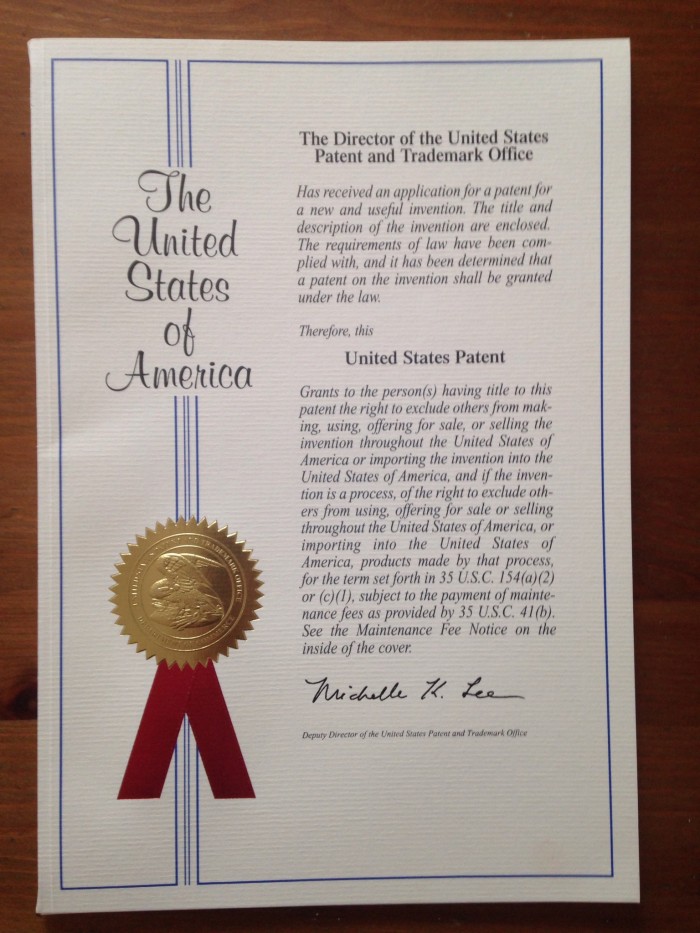 The
United
States
of
America
The Director of the United States
Patent and Trademark Office
Has received an application for a patent for
a new and useful invention. The title and
description of the invention are enclosed.
The requirements of law have been com-
plied with, and it has been determined that
a patent on the invention shall be granted
under the law.
Therefore, this
United States Patent
Grants to the person(s) having title to this
patent the right to exclude others from mak-
ing, using, offering for sale, or selling the
invention throughout the United States of
America or importing the invention into the
United States of America, and if the inven-
tion is a process, of the right to exclude oth-
ers from using, offering for sale or selling
throughout the United States of America, or
importing into the United States of
America, products made by that process,
for the term set forth in 35 U.S.C. 154(a)(2)
or (c)(1), subject to the payment of mainte-
nance fees as provided by 35 U.S.C. 41(b).
See the Maintenance Fee Notice on the
inside of the cover.
Michelle K. Lee
Deputy Director of the United States Patent and Trademark Office